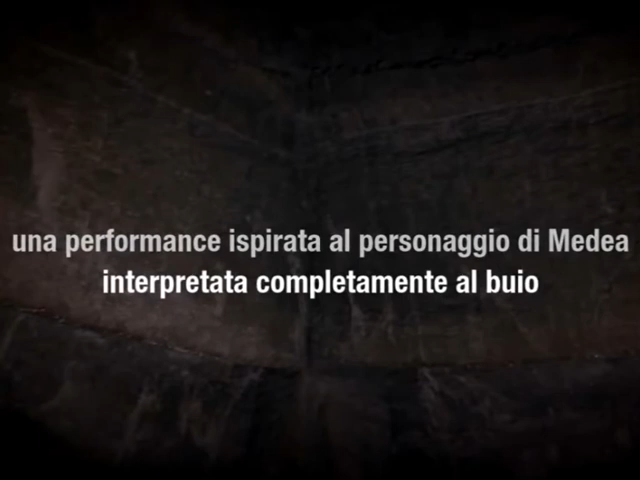 una performance ispirata al personaggio di Medea
interpretata completamente al buio